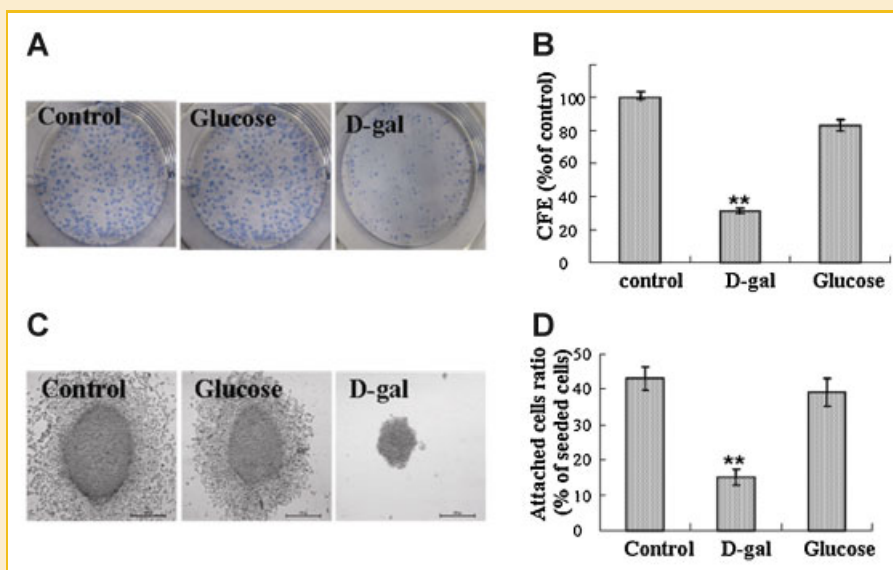 A
Control
Glucose
D-gal
B
CFE (%of control)
100
80
60
40
20
0
**
control
D-gal
Glucose
C
Control
Glucose
D-gal
D
Attached cells ratio
(% of seeded cells)
50
40
30
20
10
0
**
Control
D-gal
Glucose